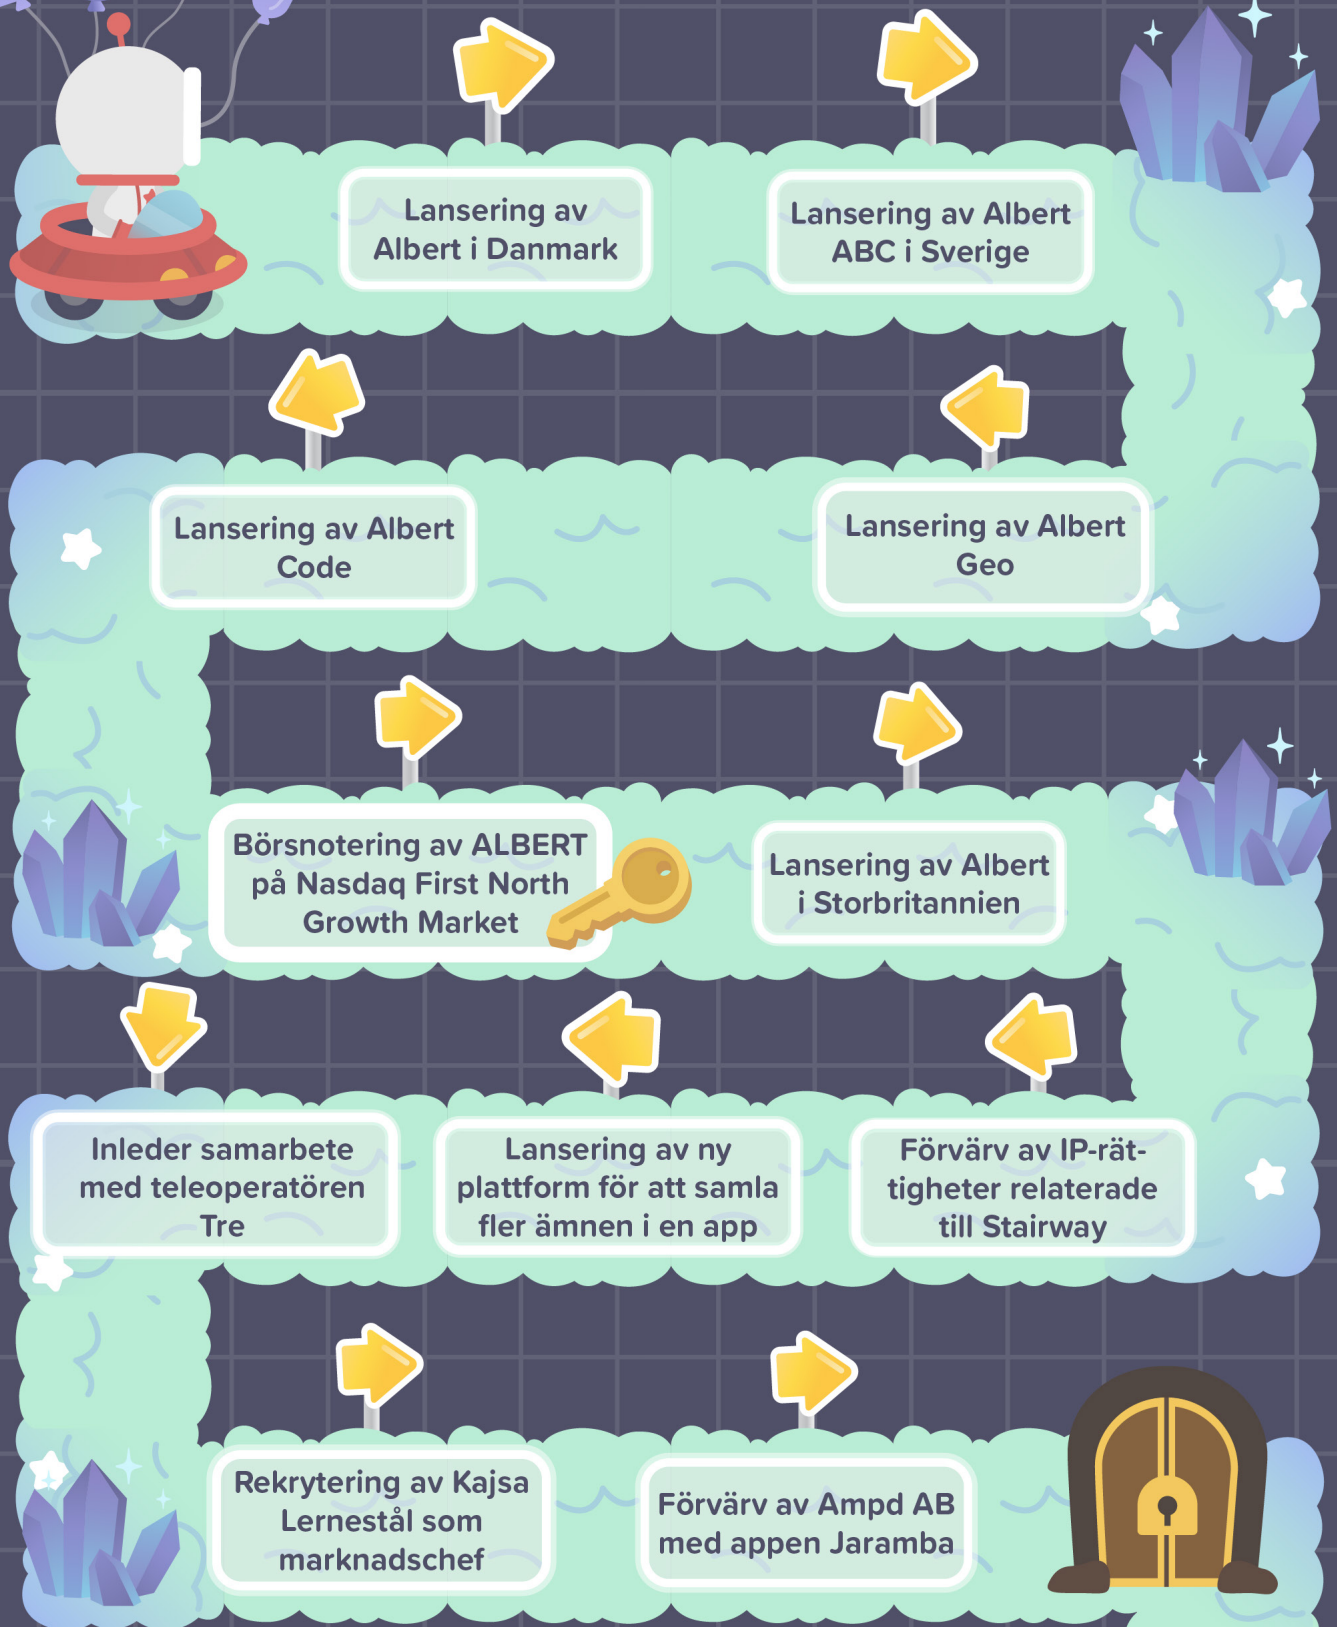 Lansering av
Albert i Danmark
Lansering av Albert
ABC i Sverige
Lansering av Albert
Geo
Lansering av Albert
Code
Börsnotering av ALBERT
på Nasdaq First North
Growth Market
Lansering av Albert
i Storbritannien
Förvärv av IP-rät-
tigheter relaterade
till Stairway
Lansering av ny
plattform för att samla
fler ämnen i en app
Inleder samarbete
med teleoperatören
Tre
Rekrytering av Kajsa
Lernestål som
marknadschef
Förvärv av Ampd AB
med appen Jaramba